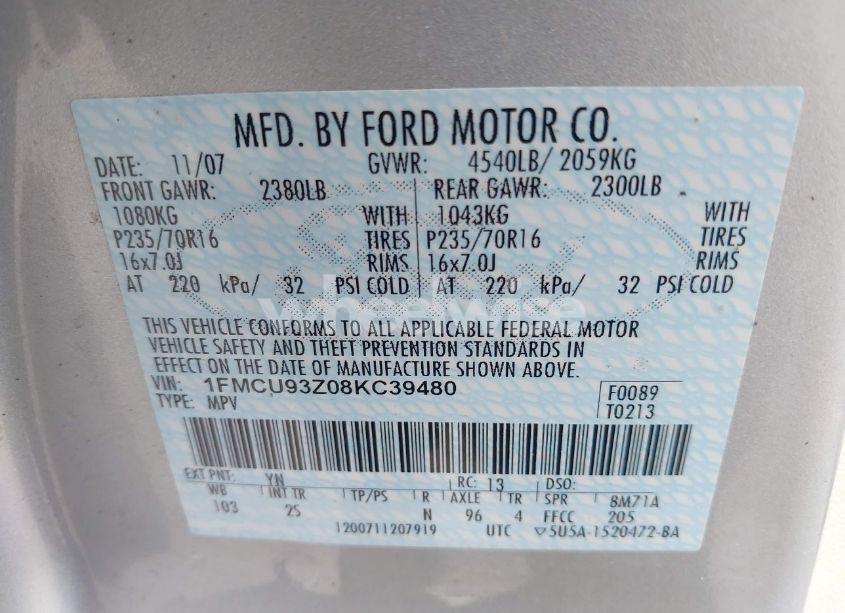 MFD. BY FORD MOTOR CO.
DATE: 11/07 GVWR: 4540LB/ 2059KG
FRONT GAWR: 2380LB REAR GAWR: 2300LB
1080KG WITH 1043KG WITH
P235/70R16 TIRES P235/70R16 TIRES
16x7.0J RIMS 16x7.0J RIMS
AT 220 kPa/ 32 PSI COLD AT 220 kPa/ 32 PSI COLD
THIS VEHICLE CONFORMS TO ALL APPLICABLE FEDERAL MOTOR
VEHICLE SAFETY AND THEFT PREVENTION STANDARDS IN
EFFECT ON THE DATE OF MANUFACTURE SHOWN ABOVE.
VIN: 1FMCU93Z08KC39480 F0089
TYPE: MPV T0213
EXT PNT: YN RC: 13 DSO:
WB INT TR TP/PS R AXLE TR SPR 8M71A
103 25 N 96 4 FFCC 205
1200711207919 UTC ▽5U5A-1520472-BA